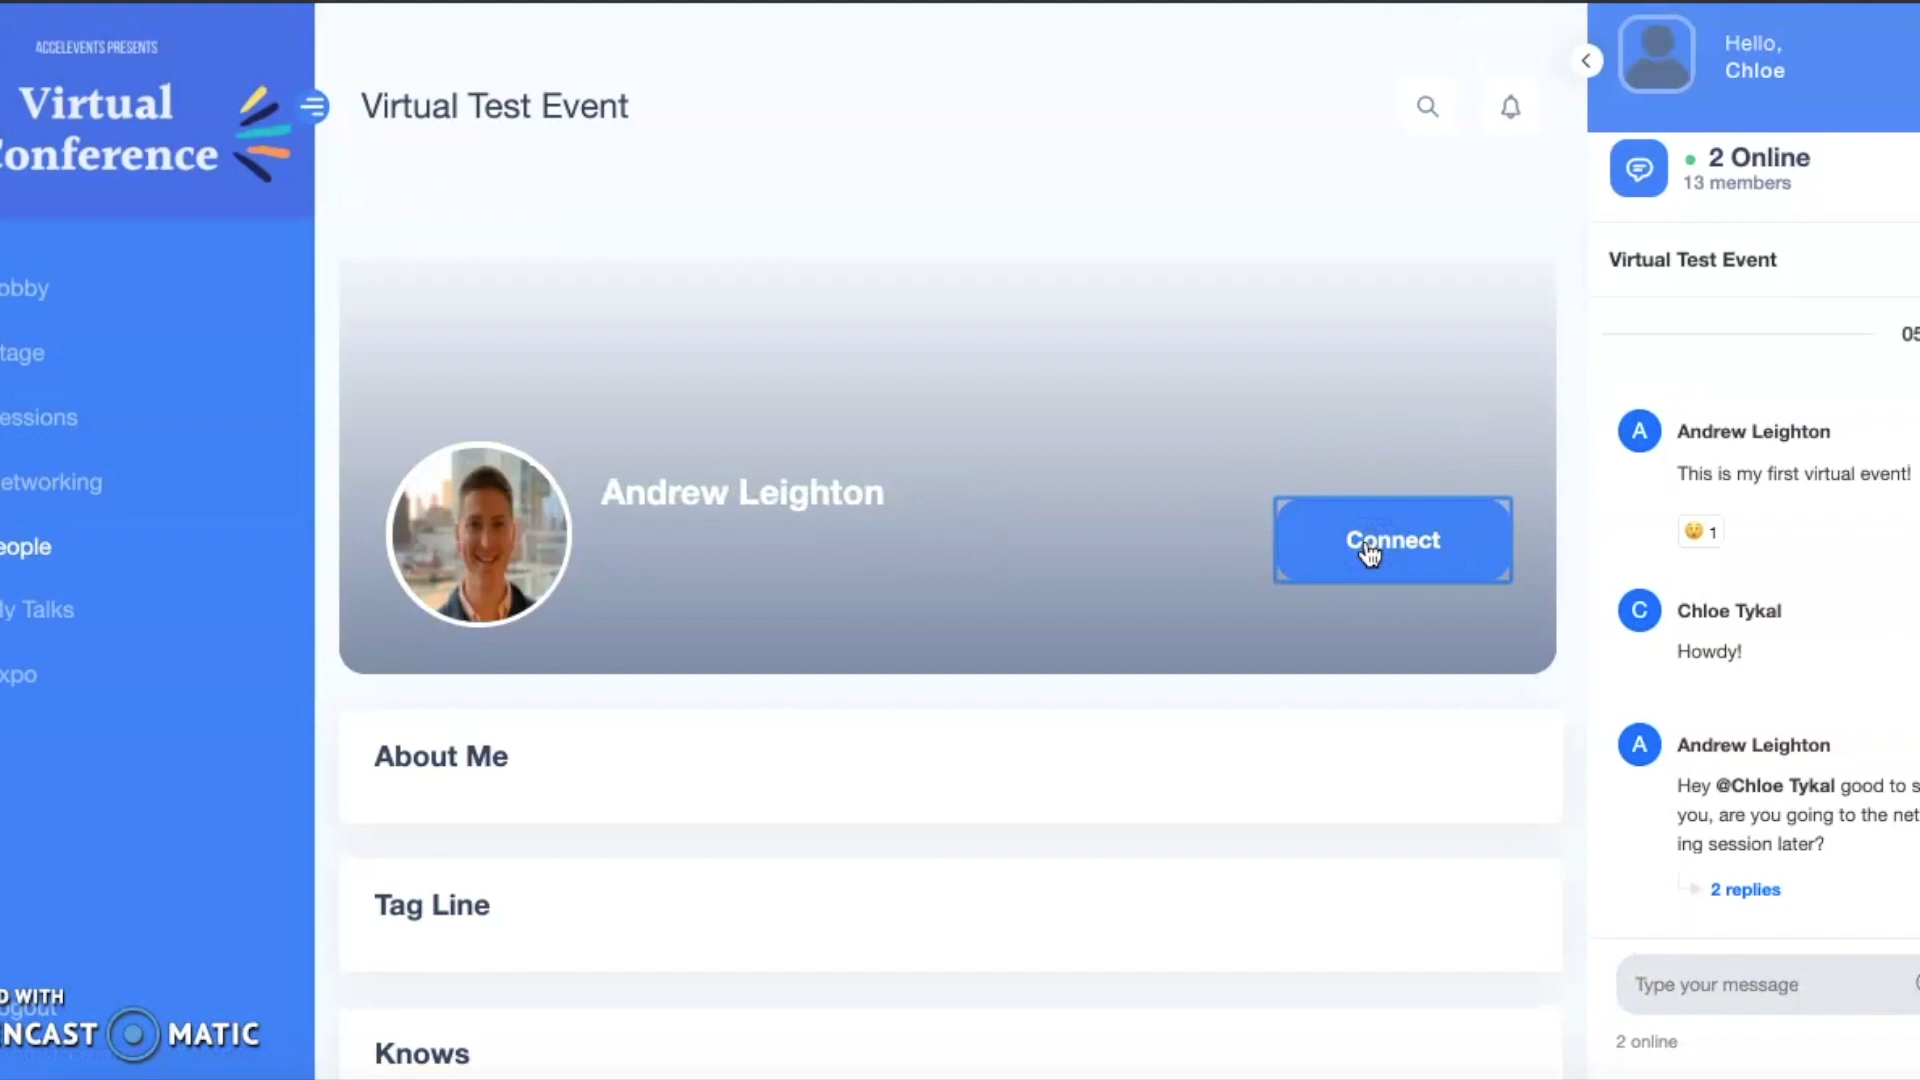 ACCELEVENTS PRESENTS
Virtual
onference
obby
tage
essions
etworking
eople
y Talks
xpo
ogout
D WITH
NCAST MATIC
Virtual Test Event
Andrew Leighton
Connect
About Me
Tag Line
Knows
Hello,
Chloe
2 Online
13 members
Virtual Test Event
05
A
Andrew Leighton
This is my first virtual event!
1
C
Chloe Tykal
Howdy!
A
Andrew Leighton
Hey @Chloe Tykal good to s
you, are you going to the net
ing session later?
2 replies
Type your message
2 online